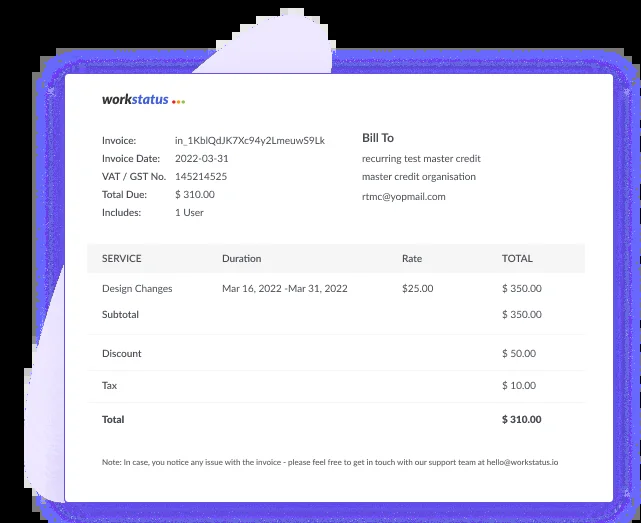 workstatus
Invoice: in_1KblQdJK7Xc94y2LmeuwS9Lk
Invoice Date: 2022-03-31
VAT / GST No. 145214525
Total Due: $ 310.00
Includes: 1 User
Bill To
recurring test master credit
master credit organisation
rtmc@yopmail.com
SERVICE Duration Rate TOTAL
Design Changes Mar 16, 2022 -Mar 31, 2022 $25.00 $ 350.00
Subtotal $ 350.00
Discount $ 50.00
Tax $ 10.00
Total $ 310.00
Note: In case, you notice any issue with the invoice - please feel free to get in touch with our support team at hello@workstatus.io